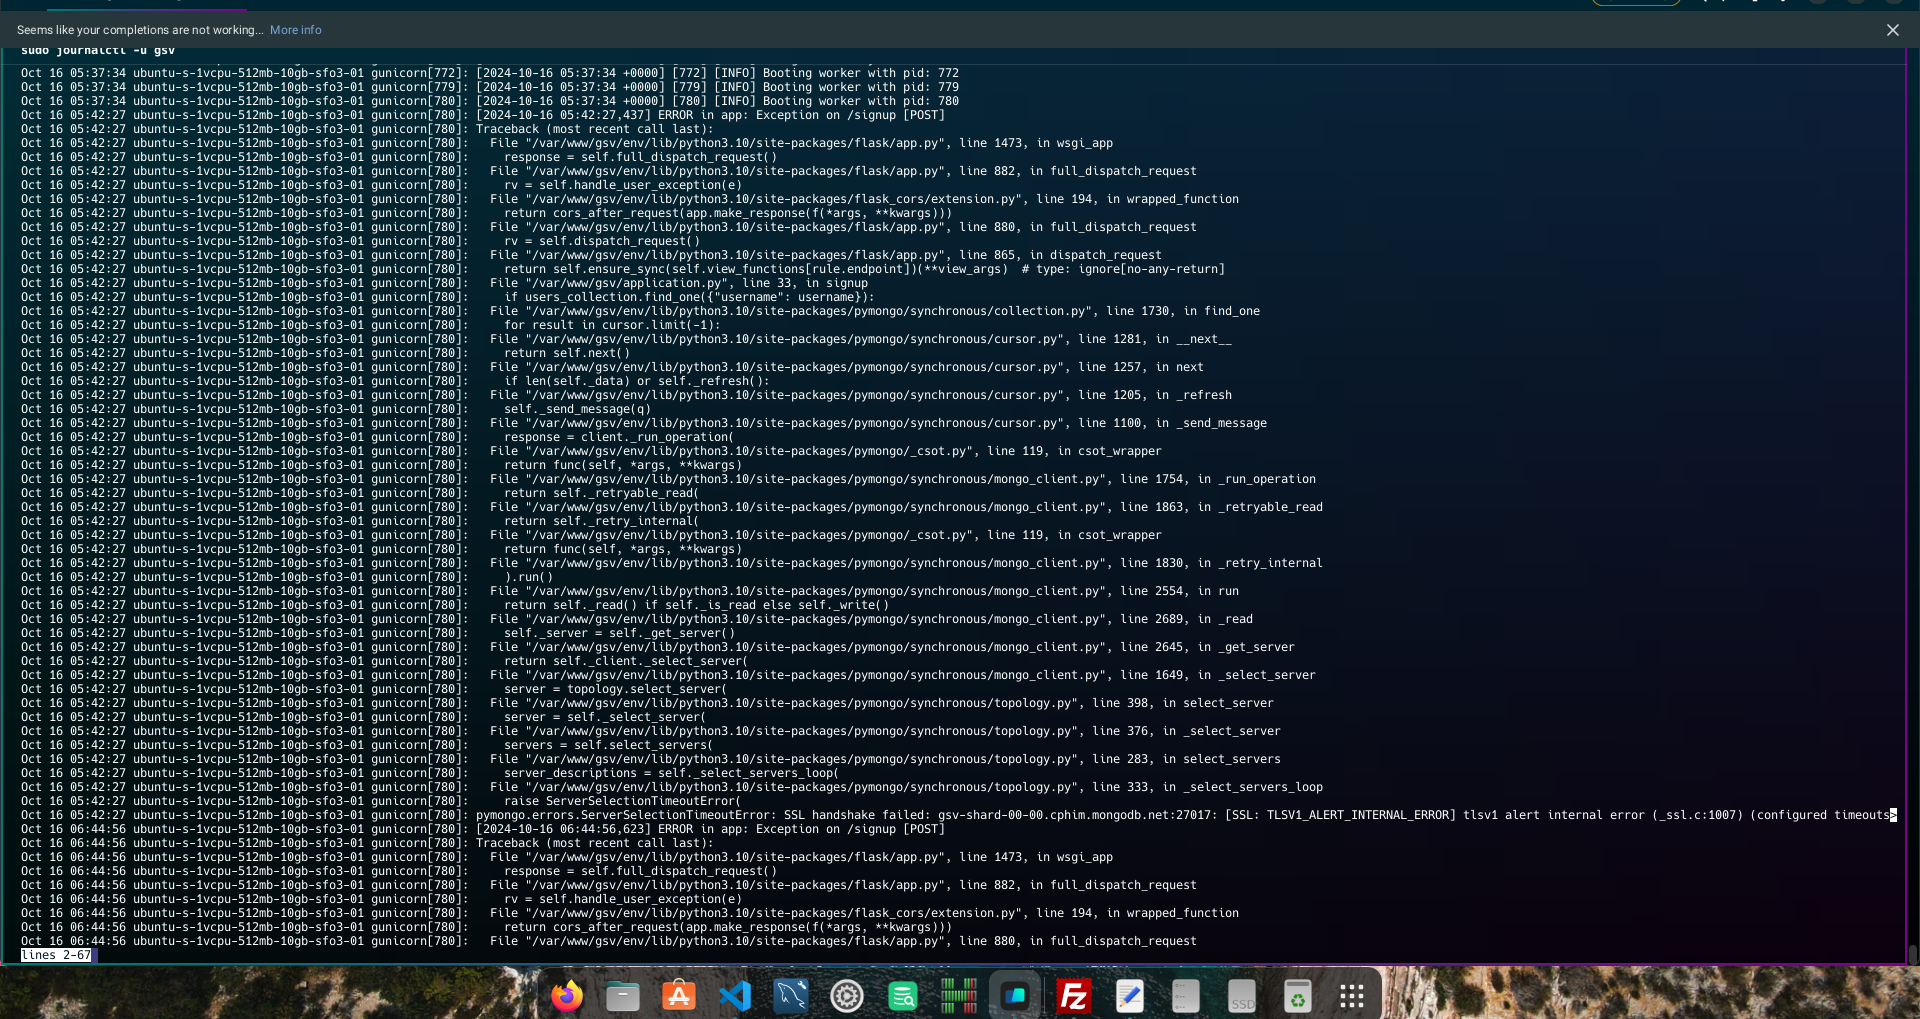 Seems like your completions are not working... More info
sudo journalctl -u gsv
Oct 16 05:37:34 ubuntu-s-1vcpu-512mb-10gb-sfo3-01 gunicorn[772]: [2024-10-16 05:37:34 +0000] [772] [INFO] Booting worker with pid: 772
Oct 16 05:37:34 ubuntu-s-1vcpu-512mb-10gb-sfo3-01 gunicorn[779]: [2024-10-16 05:37:34 +0000] [779] [INFO] Booting worker with pid: 779
Oct 16 05:37:34 ubuntu-s-1vcpu-512mb-10gb-sfo3-01 gunicorn[780]: [2024-10-16 05:37:34 +0000] [780] [INFO] Booting worker with pid: 780
Oct 16 05:42:27 ubuntu-s-1vcpu-512mb-10gb-sfo3-01 gunicorn[780]: [2024-10-16 05:42:27,437] ERROR in app: Exception on /signup [POST]
Oct 16 05:42:27 ubuntu-s-1vcpu-512mb-10gb-sfo3-01 gunicorn[780]: Traceback (most recent call last):
Oct 16 05:42:27 ubuntu-s-1vcpu-512mb-10gb-sfo3-01 gunicorn[780]:   File "/var/www/gsv/env/lib/python3.10/site-packages/flask/app.py", line 1473, in wsgi_app
Oct 16 05:42:27 ubuntu-s-1vcpu-512mb-10gb-sfo3-01 gunicorn[780]:     response = self.full_dispatch_request()
Oct 16 05:42:27 ubuntu-s-1vcpu-512mb-10gb-sfo3-01 gunicorn[780]:   File "/var/www/gsv/env/lib/python3.10/site-packages/flask/app.py", line 882, in full_dispatch_request
Oct 16 05:42:27 ubuntu-s-1vcpu-512mb-10gb-sfo3-01 gunicorn[780]:     rv = self.handle_user_exception(e)
Oct 16 05:42:27 ubuntu-s-1vcpu-512mb-10gb-sfo3-01 gunicorn[780]:   File "/var/www/gsv/env/lib/python3.10/site-packages/flask_cors/extension.py", line 194, in wrapped_function
Oct 16 05:42:27 ubuntu-s-1vcpu-512mb-10gb-sfo3-01 gunicorn[780]:     return cors_after_request(app.make_response(f(*args, **kwargs)))
Oct 16 05:42:27 ubuntu-s-1vcpu-512mb-10gb-sfo3-01 gunicorn[780]:   File "/var/www/gsv/env/lib/python3.10/site-packages/flask/app.py", line 880, in full_dispatch_request
Oct 16 05:42:27 ubuntu-s-1vcpu-512mb-10gb-sfo3-01 gunicorn[780]:     rv = self.dispatch_request()
Oct 16 05:42:27 ubuntu-s-1vcpu-512mb-10gb-sfo3-01 gunicorn[780]:   File "/var/www/gsv/env/lib/python3.10/site-packages/flask/app.py", line 865, in dispatch_request
Oct 16 05:42:27 ubuntu-s-1vcpu-512mb-10gb-sfo3-01 gunicorn[780]:     return self.ensure_sync(self.view_functions[rule.endpoint])(**view_args)  # type: ignore[no-any-return]
Oct 16 05:42:27 ubuntu-s-1vcpu-512mb-10gb-sfo3-01 gunicorn[780]:   File "/var/www/gsv/application.py", line 33, in signup
Oct 16 05:42:27 ubuntu-s-1vcpu-512mb-10gb-sfo3-01 gunicorn[780]:     if users_collection.find_one({"username": username}):
Oct 16 05:42:27 ubuntu-s-1vcpu-512mb-10gb-sfo3-01 gunicorn[780]:   File "/var/www/gsv/env/lib/python3.10/site-packages/pymongo/synchronous/collection.py", line 1730, in find_one
Oct 16 05:42:27 ubuntu-s-1vcpu-512mb-10gb-sfo3-01 gunicorn[780]:     for result in cursor.limit(-1):
Oct 16 05:42:27 ubuntu-s-1vcpu-512mb-10gb-sfo3-01 gunicorn[780]:   File "/var/www/gsv/env/lib/python3.10/site-packages/pymongo/synchronous/cursor.py", line 1281, in __next__
Oct 16 05:42:27 ubuntu-s-1vcpu-512mb-10gb-sfo3-01 gunicorn[780]:     return self.next()
Oct 16 05:42:27 ubuntu-s-1vcpu-512mb-10gb-sfo3-01 gunicorn[780]:   File "/var/www/gsv/env/lib/python3.10/site-packages/pymongo/synchronous/cursor.py", line 1257, in next
Oct 16 05:42:27 ubuntu-s-1vcpu-512mb-10gb-sfo3-01 gunicorn[780]:     if len(self._data) or self._refresh():
Oct 16 05:42:27 ubuntu-s-1vcpu-512mb-10gb-sfo3-01 gunicorn[780]:   File "/var/www/gsv/env/lib/python3.10/site-packages/pymongo/synchronous/cursor.py", line 1205, in _refresh
Oct 16 05:42:27 ubuntu-s-1vcpu-512mb-10gb-sfo3-01 gunicorn[780]:     self._send_message(q)
Oct 16 05:42:27 ubuntu-s-1vcpu-512mb-10gb-sfo3-01 gunicorn[780]:   File "/var/www/gsv/env/lib/python3.10/site-packages/pymongo/synchronous/cursor.py", line 1100, in _send_message
Oct 16 05:42:27 ubuntu-s-1vcpu-512mb-10gb-sfo3-01 gunicorn[780]:     response = client._run_operation(
Oct 16 05:42:27 ubuntu-s-1vcpu-512mb-10gb-sfo3-01 gunicorn[780]:   File "/var/www/gsv/env/lib/python3.10/site-packages/pymongo/_csot.py", line 119, in csot_wrapper
Oct 16 05:42:27 ubuntu-s-1vcpu-512mb-10gb-sfo3-01 gunicorn[780]:     return func(self, *args, **kwargs)
Oct 16 05:42:27 ubuntu-s-1vcpu-512mb-10gb-sfo3-01 gunicorn[780]:   File "/var/www/gsv/env/lib/python3.10/site-packages/pymongo/synchronous/mongo_client.py", line 1754, in _run_operation
Oct 16 05:42:27 ubuntu-s-1vcpu-512mb-10gb-sfo3-01 gunicorn[780]:     return self._retryable_read(
Oct 16 05:42:27 ubuntu-s-1vcpu-512mb-10gb-sfo3-01 gunicorn[780]:   File "/var/www/gsv/env/lib/python3.10/site-packages/pymongo/synchronous/mongo_client.py", line 1863, in _retryable_read
Oct 16 05:42:27 ubuntu-s-1vcpu-512mb-10gb-sfo3-01 gunicorn[780]:     return self._retry_internal(
Oct 16 05:42:27 ubuntu-s-1vcpu-512mb-10gb-sfo3-01 gunicorn[780]:   File "/var/www/gsv/env/lib/python3.10/site-packages/pymongo/_csot.py", line 119, in csot_wrapper
Oct 16 05:42:27 ubuntu-s-1vcpu-512mb-10gb-sfo3-01 gunicorn[780]:     return func(self, *args, **kwargs)
Oct 16 05:42:27 ubuntu-s-1vcpu-512mb-10gb-sfo3-01 gunicorn[780]:   File "/var/www/gsv/env/lib/python3.10/site-packages/pymongo/synchronous/mongo_client.py", line 1830, in _retry_internal
Oct 16 05:42:27 ubuntu-s-1vcpu-512mb-10gb-sfo3-01 gunicorn[780]:     ).run()
Oct 16 05:42:27 ubuntu-s-1vcpu-512mb-10gb-sfo3-01 gunicorn[780]:   File "/var/www/gsv/env/lib/python3.10/site-packages/pymongo/synchronous/mongo_client.py", line 2554, in run
Oct 16 05:42:27 ubuntu-s-1vcpu-512mb-10gb-sfo3-01 gunicorn[780]:     return self._read() if self._is_read else self._write()
Oct 16 05:42:27 ubuntu-s-1vcpu-512mb-10gb-sfo3-01 gunicorn[780]:   File "/var/www/gsv/env/lib/python3.10/site-packages/pymongo/synchronous/mongo_client.py", line 2689, in _read
Oct 16 05:42:27 ubuntu-s-1vcpu-512mb-10gb-sfo3-01 gunicorn[780]:     self._server = self._get_server()
Oct 16 05:42:27 ubuntu-s-1vcpu-512mb-10gb-sfo3-01 gunicorn[780]:   File "/var/www/gsv/env/lib/python3.10/site-packages/pymongo/synchronous/mongo_client.py", line 2645, in _get_server
Oct 16 05:42:27 ubuntu-s-1vcpu-512mb-10gb-sfo3-01 gunicorn[780]:     return self._client._select_server(
Oct 16 05:42:27 ubuntu-s-1vcpu-512mb-10gb-sfo3-01 gunicorn[780]:   File "/var/www/gsv/env/lib/python3.10/site-packages/pymongo/synchronous/mongo_client.py", line 1649, in _select_server
Oct 16 05:42:27 ubuntu-s-1vcpu-512mb-10gb-sfo3-01 gunicorn[780]:     server = topology.select_server(
Oct 16 05:42:27 ubuntu-s-1vcpu-512mb-10gb-sfo3-01 gunicorn[780]:   File "/var/www/gsv/env/lib/python3.10/site-packages/pymongo/synchronous/topology.py", line 398, in select_server
Oct 16 05:42:27 ubuntu-s-1vcpu-512mb-10gb-sfo3-01 gunicorn[780]:     server = self._select_server(
Oct 16 05:42:27 ubuntu-s-1vcpu-512mb-10gb-sfo3-01 gunicorn[780]:   File "/var/www/gsv/env/lib/python3.10/site-packages/pymongo/synchronous/topology.py", line 376, in _select_server
Oct 16 05:42:27 ubuntu-s-1vcpu-512mb-10gb-sfo3-01 gunicorn[780]:     servers = self.select_servers(
Oct 16 05:42:27 ubuntu-s-1vcpu-512mb-10gb-sfo3-01 gunicorn[780]:   File "/var/www/gsv/env/lib/python3.10/site-packages/pymongo/synchronous/topology.py", line 283, in select_servers
Oct 16 05:42:27 ubuntu-s-1vcpu-512mb-10gb-sfo3-01 gunicorn[780]:     server_descriptions = self._select_servers_loop(
Oct 16 05:42:27 ubuntu-s-1vcpu-512mb-10gb-sfo3-01 gunicorn[780]:   File "/var/www/gsv/env/lib/python3.10/site-packages/pymongo/synchronous/topology.py", line 333, in _select_servers_loop
Oct 16 05:42:27 ubuntu-s-1vcpu-512mb-10gb-sfo3-01 gunicorn[780]:     raise ServerSelectionTimeoutError(
Oct 16 05:42:27 ubuntu-s-1vcpu-512mb-10gb-sfo3-01 gunicorn[780]: pymongo.errors.ServerSelectionTimeoutError: SSL handshake failed: gsv-shard-00-00.cphim.mongodb.net:27017: [SSL: TLSV1_ALERT_INTERNAL_ERROR] tlsv1 alert internal error (_ssl.c:1007) (configured timeouts>
Oct 16 06:44:56 ubuntu-s-1vcpu-512mb-10gb-sfo3-01 gunicorn[780]: [2024-10-16 06:44:56,623] ERROR in app: Exception on /signup [POST]
Oct 16 06:44:56 ubuntu-s-1vcpu-512mb-10gb-sfo3-01 gunicorn[780]: Traceback (most recent call last):
Oct 16 06:44:56 ubuntu-s-1vcpu-512mb-10gb-sfo3-01 gunicorn[780]:   File "/var/www/gsv/env/lib/python3.10/site-packages/flask/app.py", line 1473, in wsgi_app
Oct 16 06:44:56 ubuntu-s-1vcpu-512mb-10gb-sfo3-01 gunicorn[780]:     response = self.full_dispatch_request()
Oct 16 06:44:56 ubuntu-s-1vcpu-512mb-10gb-sfo3-01 gunicorn[780]:   File "/var/www/gsv/env/lib/python3.10/site-packages/flask/app.py", line 882, in full_dispatch_request
Oct 16 06:44:56 ubuntu-s-1vcpu-512mb-10gb-sfo3-01 gunicorn[780]:     rv = self.handle_user_exception(e)
Oct 16 06:44:56 ubuntu-s-1vcpu-512mb-10gb-sfo3-01 gunicorn[780]:   File "/var/www/gsv/env/lib/python3.10/site-packages/flask_cors/extension.py", line 194, in wrapped_function
Oct 16 06:44:56 ubuntu-s-1vcpu-512mb-10gb-sfo3-01 gunicorn[780]:     return cors_after_request(app.make_response(f(*args, **kwargs)))
Oct 16 06:44:56 ubuntu-s-1vcpu-512mb-10gb-sfo3-01 gunicorn[780]:   File "/var/www/gsv/env/lib/python3.10/site-packages/flask/app.py", line 880, in full_dispatch_request
lines 2-67
Fz
SSD